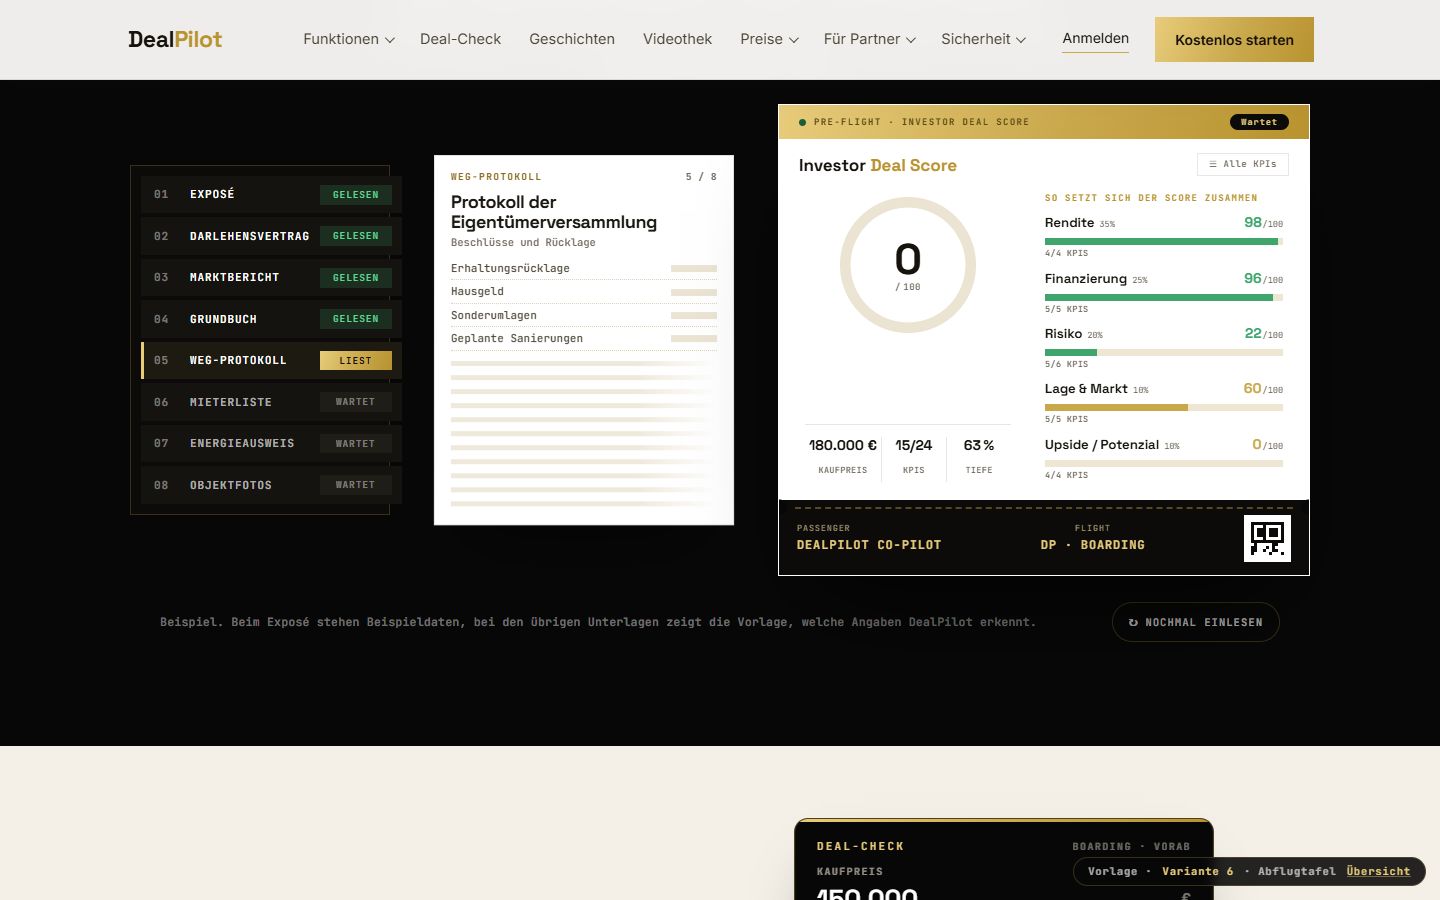 DealPilot
Funktionen
Deal-Check
Geschichten
Videothek
Preise
Für Partner
Sicherheit
Anmelden
Kostenlos starten
01 EXPOSÉ GELESEN
02 DARLEHENSVERTRAG GELESEN
03 MARKTBERICHT GELESEN
04 GRUNDBUCH GELESEN
05 WEG-PROTOKOLL LIEST
06 MIETERLISTE WARTET
07 ENERGIEAUSWEIS WARTET
08 OBJEKTFOTOS WARTET
WEG-PROTOKOLL 5 / 8
Protokoll der
Eigentümerversammlung
Beschlüsse und Rücklage
Erhaltungsrücklage
Hausgeld
Sonderumlagen
Geplante Sanierungen
PRE-FLIGHT · INVESTOR DEAL SCORE Wartet
Investor Deal Score
☰ Alle KPIs
0
/ 100
180.000 € 15/24 63 %
KAUFPREIS KPIS TIEFE
SO SETZT SICH DER SCORE ZUSAMMEN
Rendite 35% 98/100
4/4 KPIS
Finanzierung 25% 96/100
5/5 KPIS
Risiko 20% 22/100
5/6 KPIS
Lage & Markt 10% 60/100
5/5 KPIS
Upside / Potenzial 10% 0/100
4/4 KPIS
PASSENGER FLIGHT
DEALPILOT CO-PILOT DP · BOARDING
Beispiel. Beim Exposé stehen Beispieldaten, bei den übrigen Unterlagen zeigt die Vorlage, welche Angaben DealPilot erkennt.
↻ NOCHMAL EINLESEN
DEAL-CHECK BOARDING · VORAB
KAUFPREIS
150.000 €
Vorlage · Variante 6 · Abflugtafel Übersicht